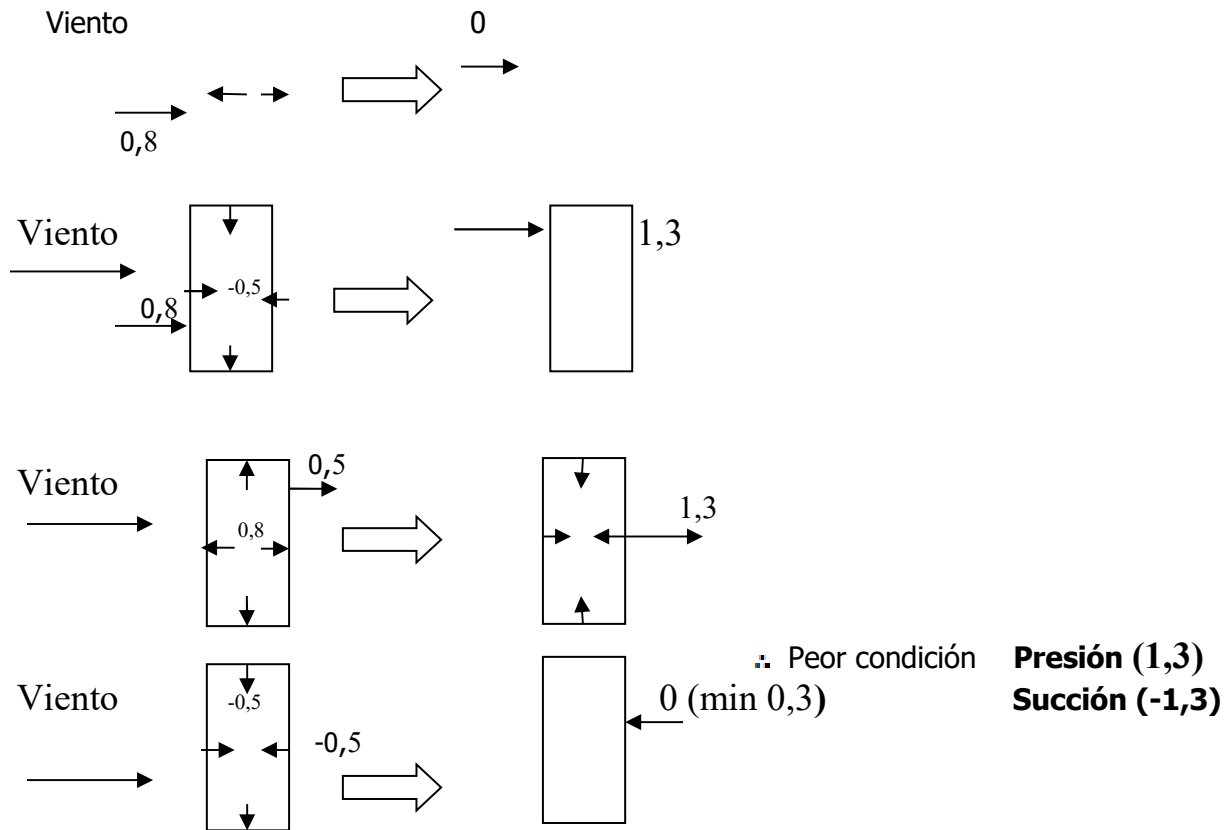 Viento 0
0,8
Viento 1,3
-0,5
0,8
Viento 0,5
0,8 1,3
∴ Peor condición Presión (1,3)
Viento -0,5 0 (min 0,3) Succión (-1,3)
-0,5